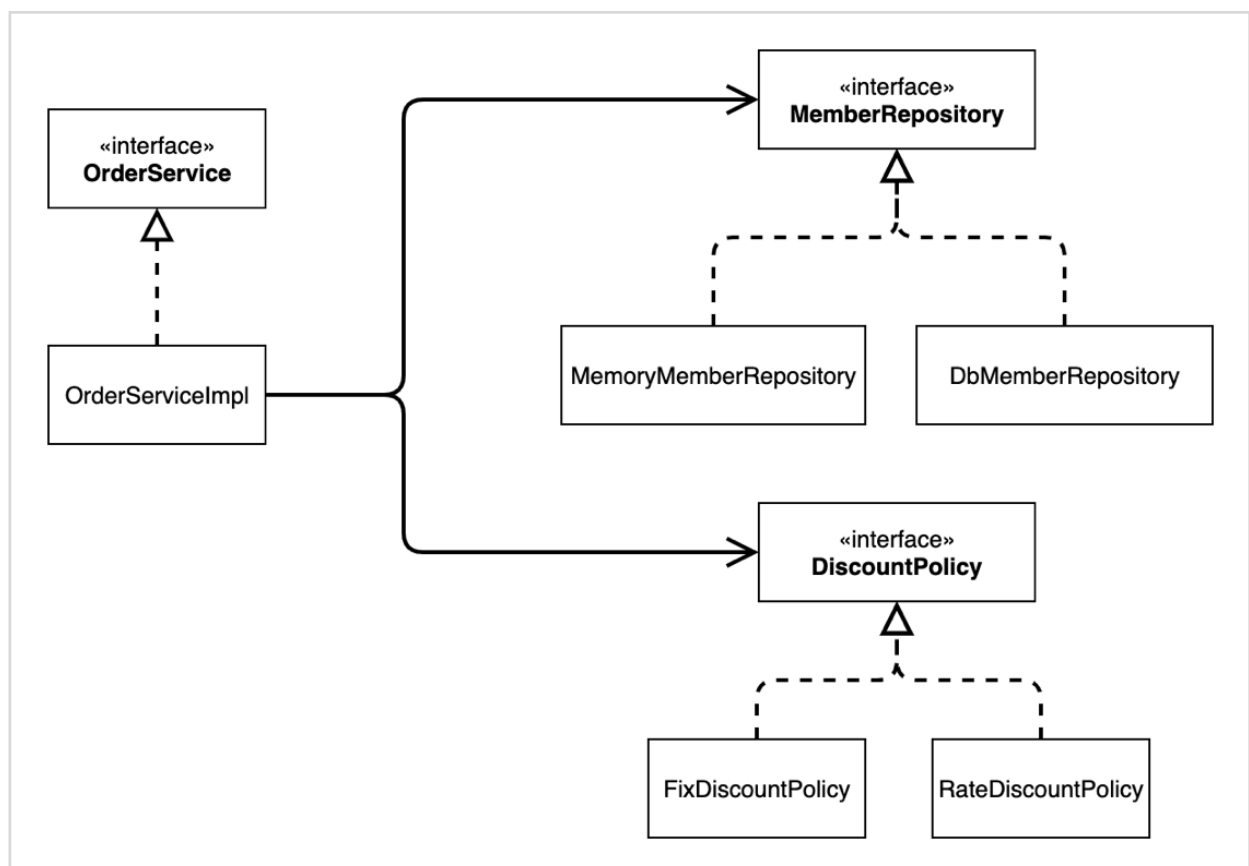 «interface»
MemberRepository
«interface»
OrderService
OrderServiceImpl
MemoryMemberRepository
DbMemberRepository
«interface»
DiscountPolicy
FixDiscountPolicy
RateDiscountPolicy